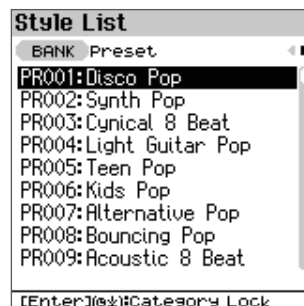 Style List
BANK Preset
PR001:Disco Pop
PR002:Synth Pop
PR003:Cynical 8 Beat
PR004:Light Guitar Pop
PR005:Teen Pop
PR006:Kids Pop
PR007:Alternative Pop
PR008:Bouncing Pop
PR009:Acoustic 8 Beat
[Enter](@*):Category Lock